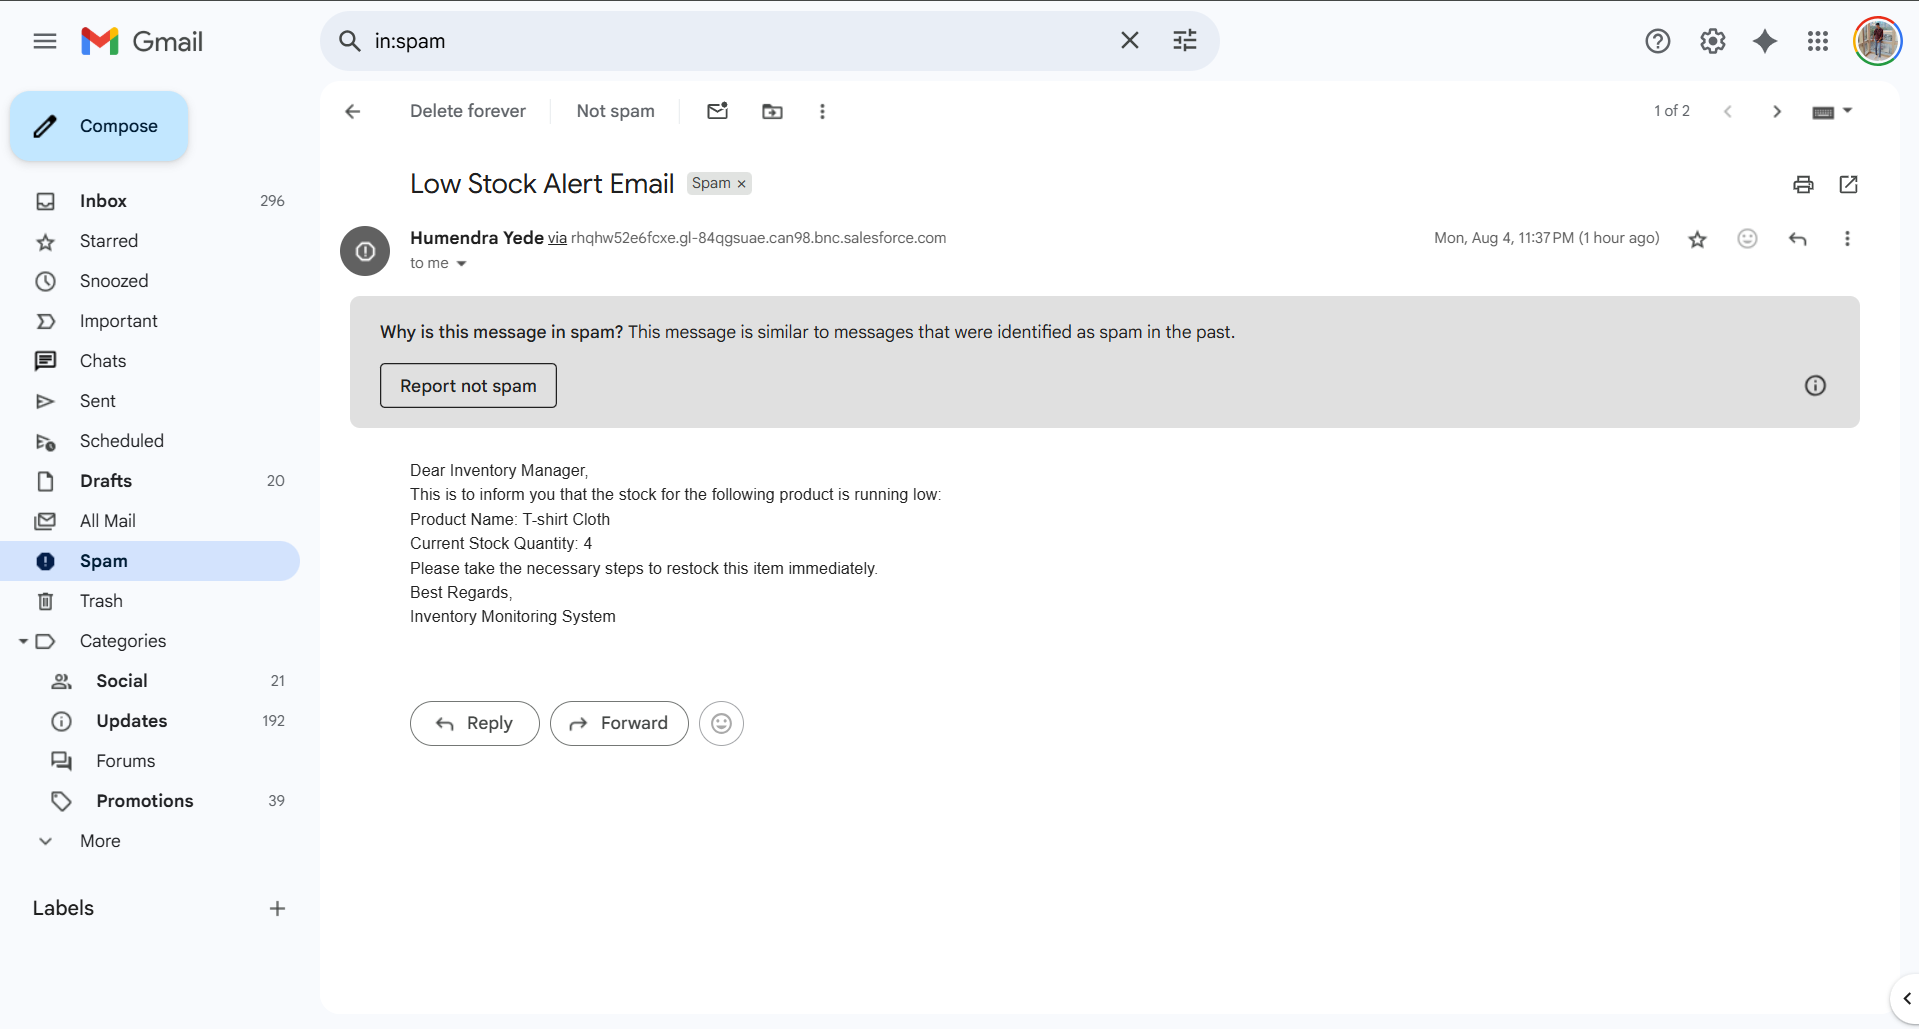 Gmail
in:spam
Compose
Inbox 296
Starred
Snoozed
Important
Chats
Sent
Scheduled
Drafts 20
All Mail
Spam
Trash
Categories
Social 21
Updates 192
Forums
Promotions 39
More
Labels
Delete forever Not spam 1 of 2
Low Stock Alert Email Spam ×
Humendra Yede via rhqhw52e6fcxe.gl-84qgsuae.can98.bnc.salesforce.com Mon, Aug 4, 11:37 PM (1 hour ago)
to me
Why is this message in spam? This message is similar to messages that were identified as spam in the past.
Report not spam
Dear Inventory Manager,
This is to inform you that the stock for the following product is running low:
Product Name: T-shirt Cloth
Current Stock Quantity: 4
Please take the necessary steps to restock this item immediately.
Best Regards,
Inventory Monitoring System
Reply Forward